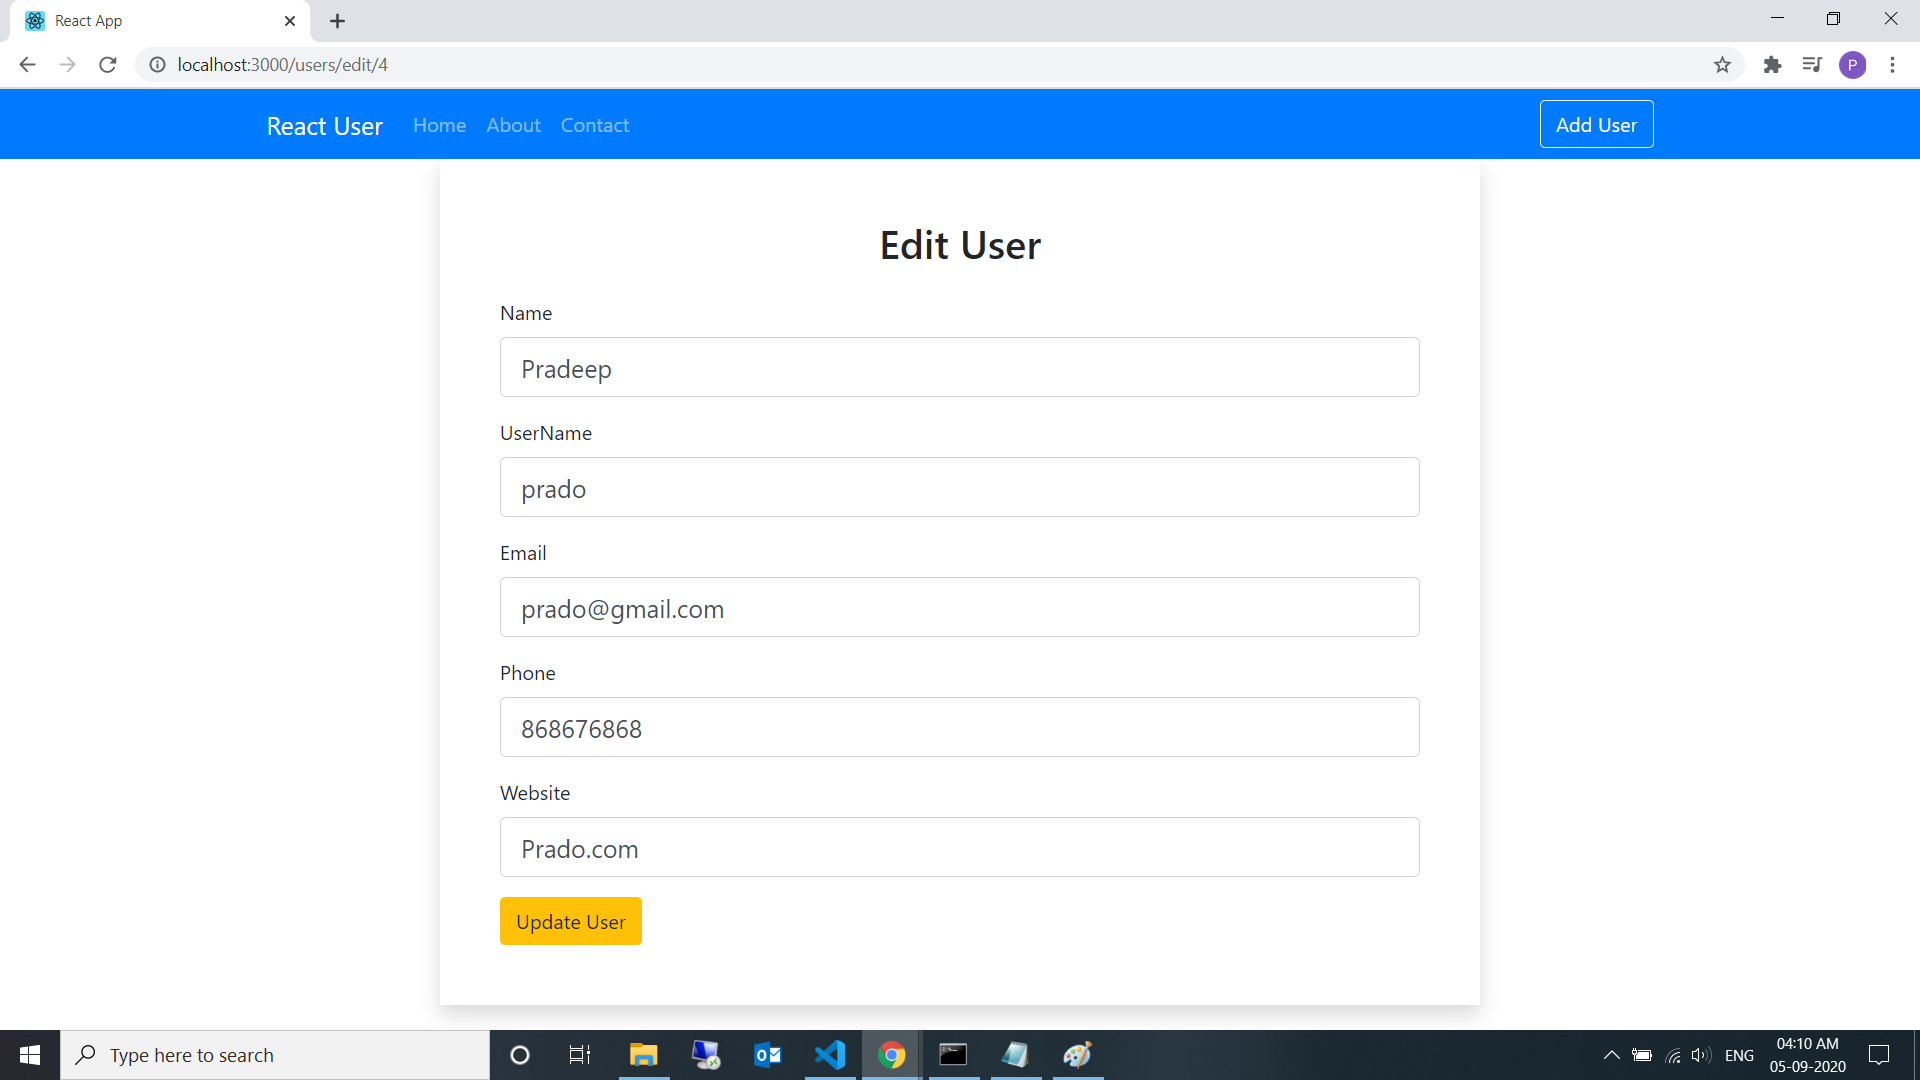 React App
localhost:3000/users/edit/4
P
React User Home About Contact Add User
Edit User
Name
Pradeep
UserName
prado
Email
prado@gmail.com
Phone
868676868
Website
Prado.com
Update User
Type here to search
ENG
04:10 AM
05-09-2020